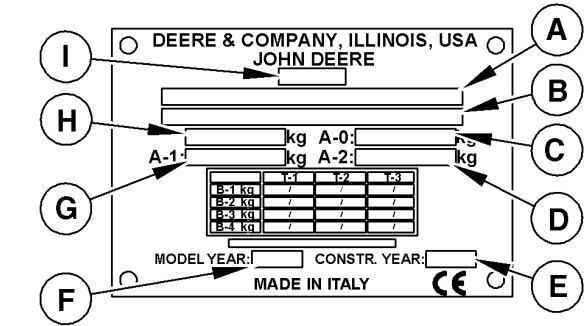 DEERE & COMPANY, ILLINOIS, USA
JOHN DEERE
A
I
B
H
kg A-0: kg
C
A-1: kg A-2: kg
G
D
T-1 T-2 T-3
B-1 kg / / /
B-2 kg / / /
B-3 kg / / /
B-4 kg / / /
MODEL YEAR: CONSTR. YEAR:
F
E
MADE IN ITALY CE